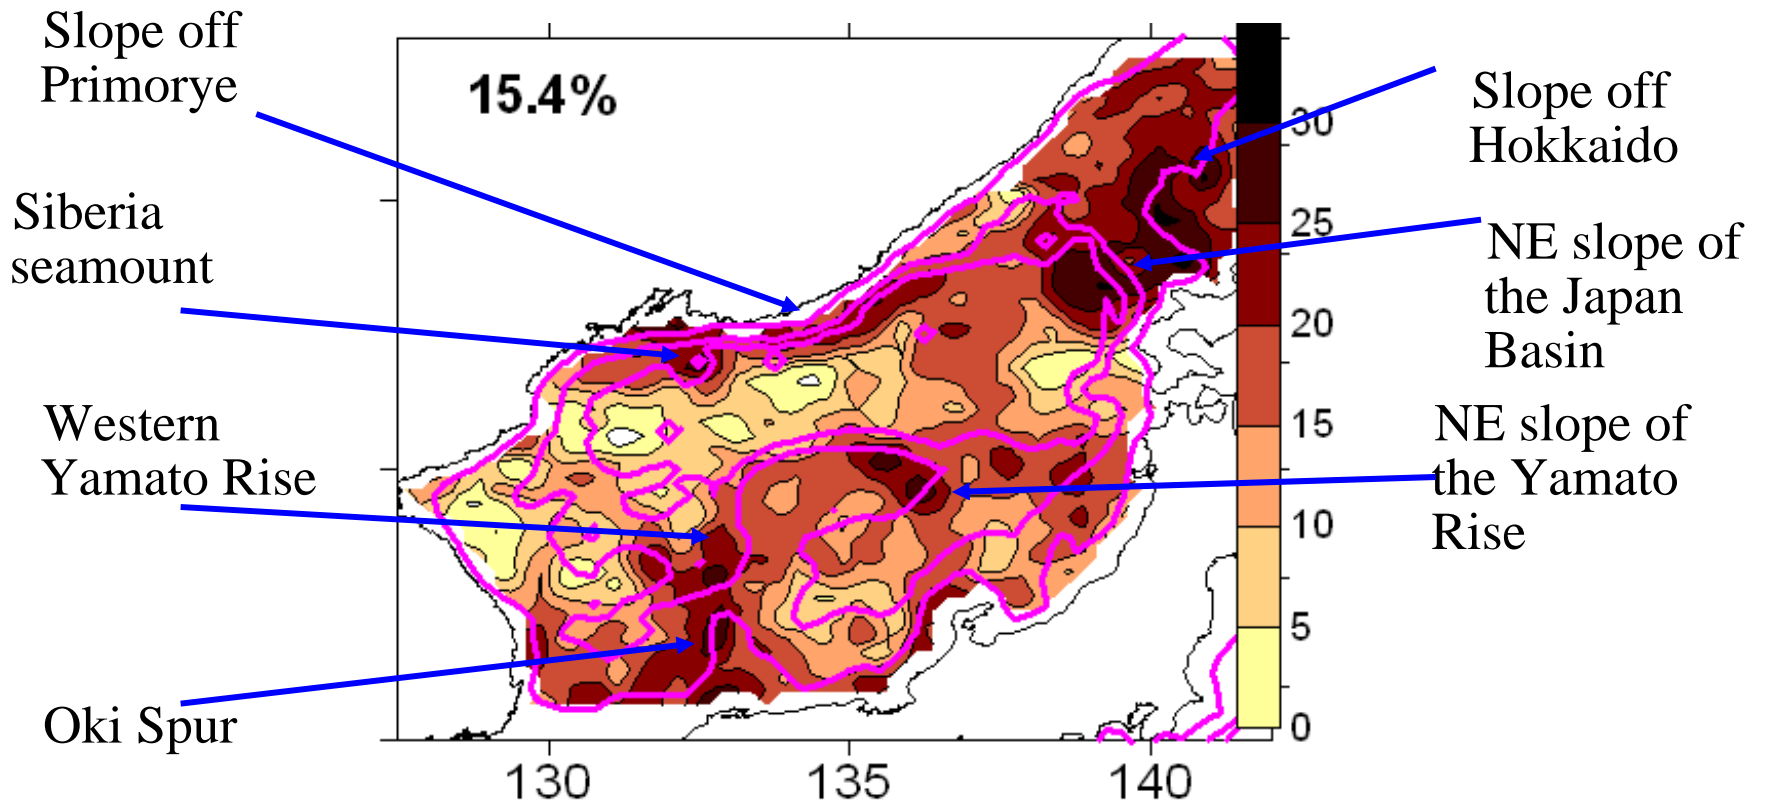 Slope off
Primorye
15.4%
Slope off
Hokkaido
Siberia
seamount
NE slope of
the Japan
Basin
Western
Yamato Rise
NE slope of
the Yamato
Rise
Oki Spur
30
25
20
15
10
5
0
130
135
140